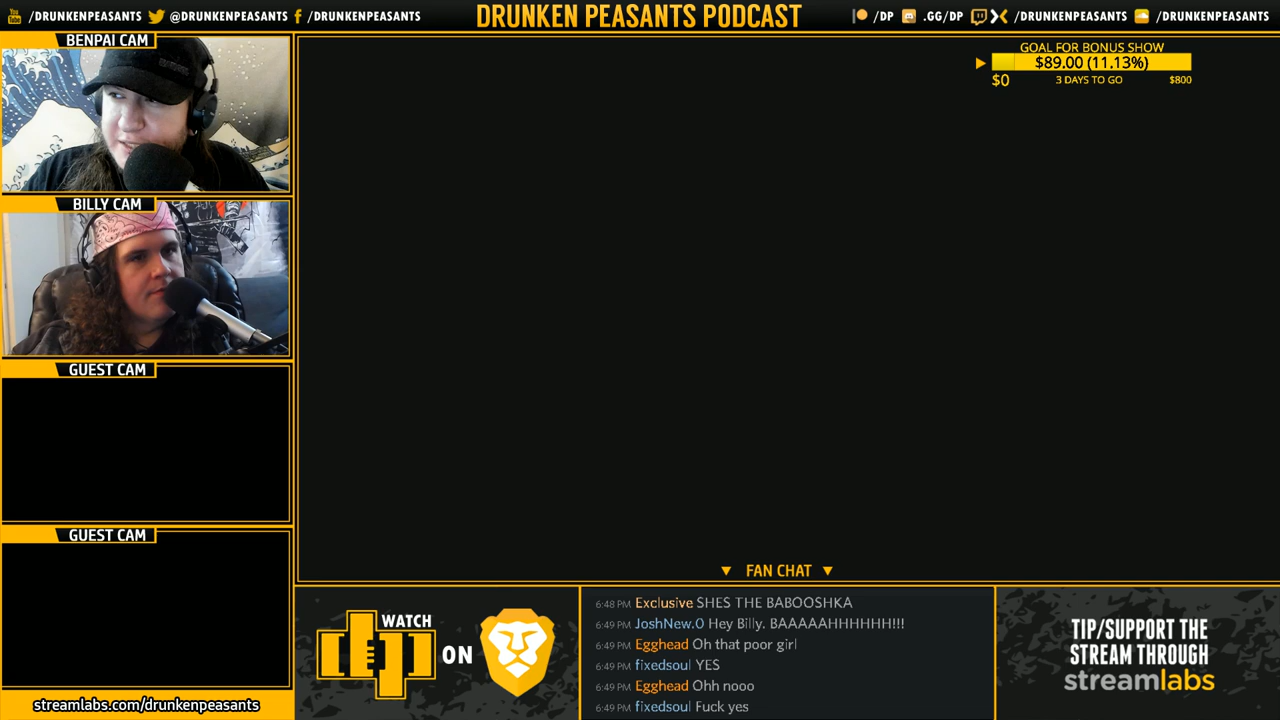 You Tube /DRUNKENPEASANTS @DRUNKENPEASANTS f /DRUNKENPEASANTS DRUNKEN PEASANTS PODCAST /DP .GG/DP /DRUNKENPEASANTS /DRUNKENPEASANTS
BENPAI CAM
GOAL FOR BONUS SHOW
$89.00 (11.13%)
$0 3 DAYS TO GO $800
BILLY CAM
GUEST CAM
GUEST CAM
streamlabs.com/drunkenpeasants
FAN CHAT
WATCH
ON
6:48 PM Exclusive SHES THE BABOOSHKA
6:49 PM JoshNew.0 Hey Billy. BAAAAAHHHHHH!!!
6:49 PM Egghead Oh that poor girl
6:49 PM fixedsoul YES
6:49 PM Egghead Ohh nooo
6:49 PM fixedsoul Fuck yes
TIP/SUPPORT THE
STREAM THROUGH
streamlabs